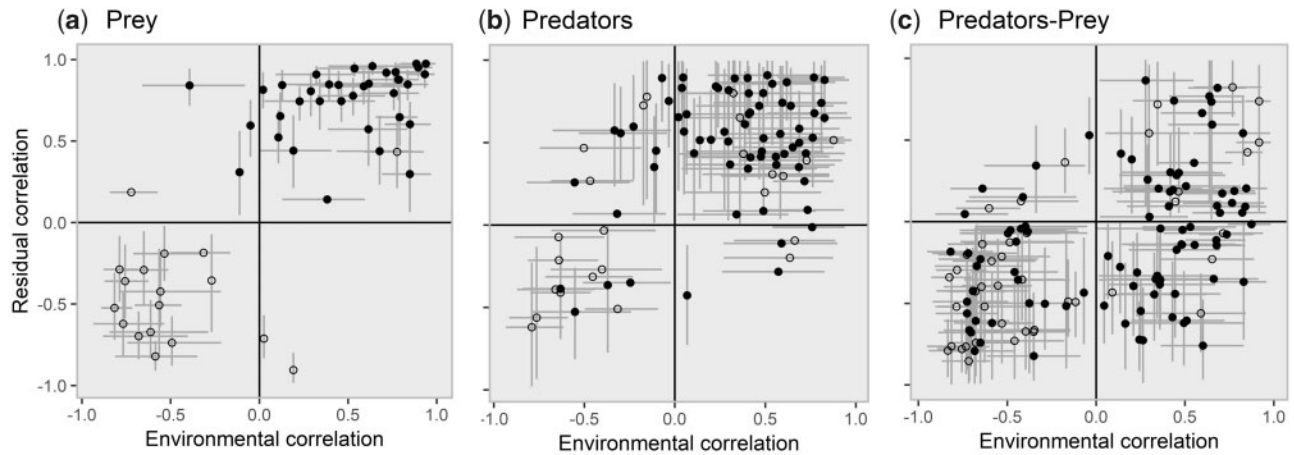 (a) Prey
(b) Predators
(c) Predators-Prey
Residual correlation
1.0
0.5
0.0
-0.5
-1.0
-1.0 -0.5 0.0 0.5 1.0
-1.0 -0.5 0.0 0.5 1.0
-1.0 -0.5 0.0 0.5 1.0
Environmental correlation
Environmental correlation
Environmental correlation